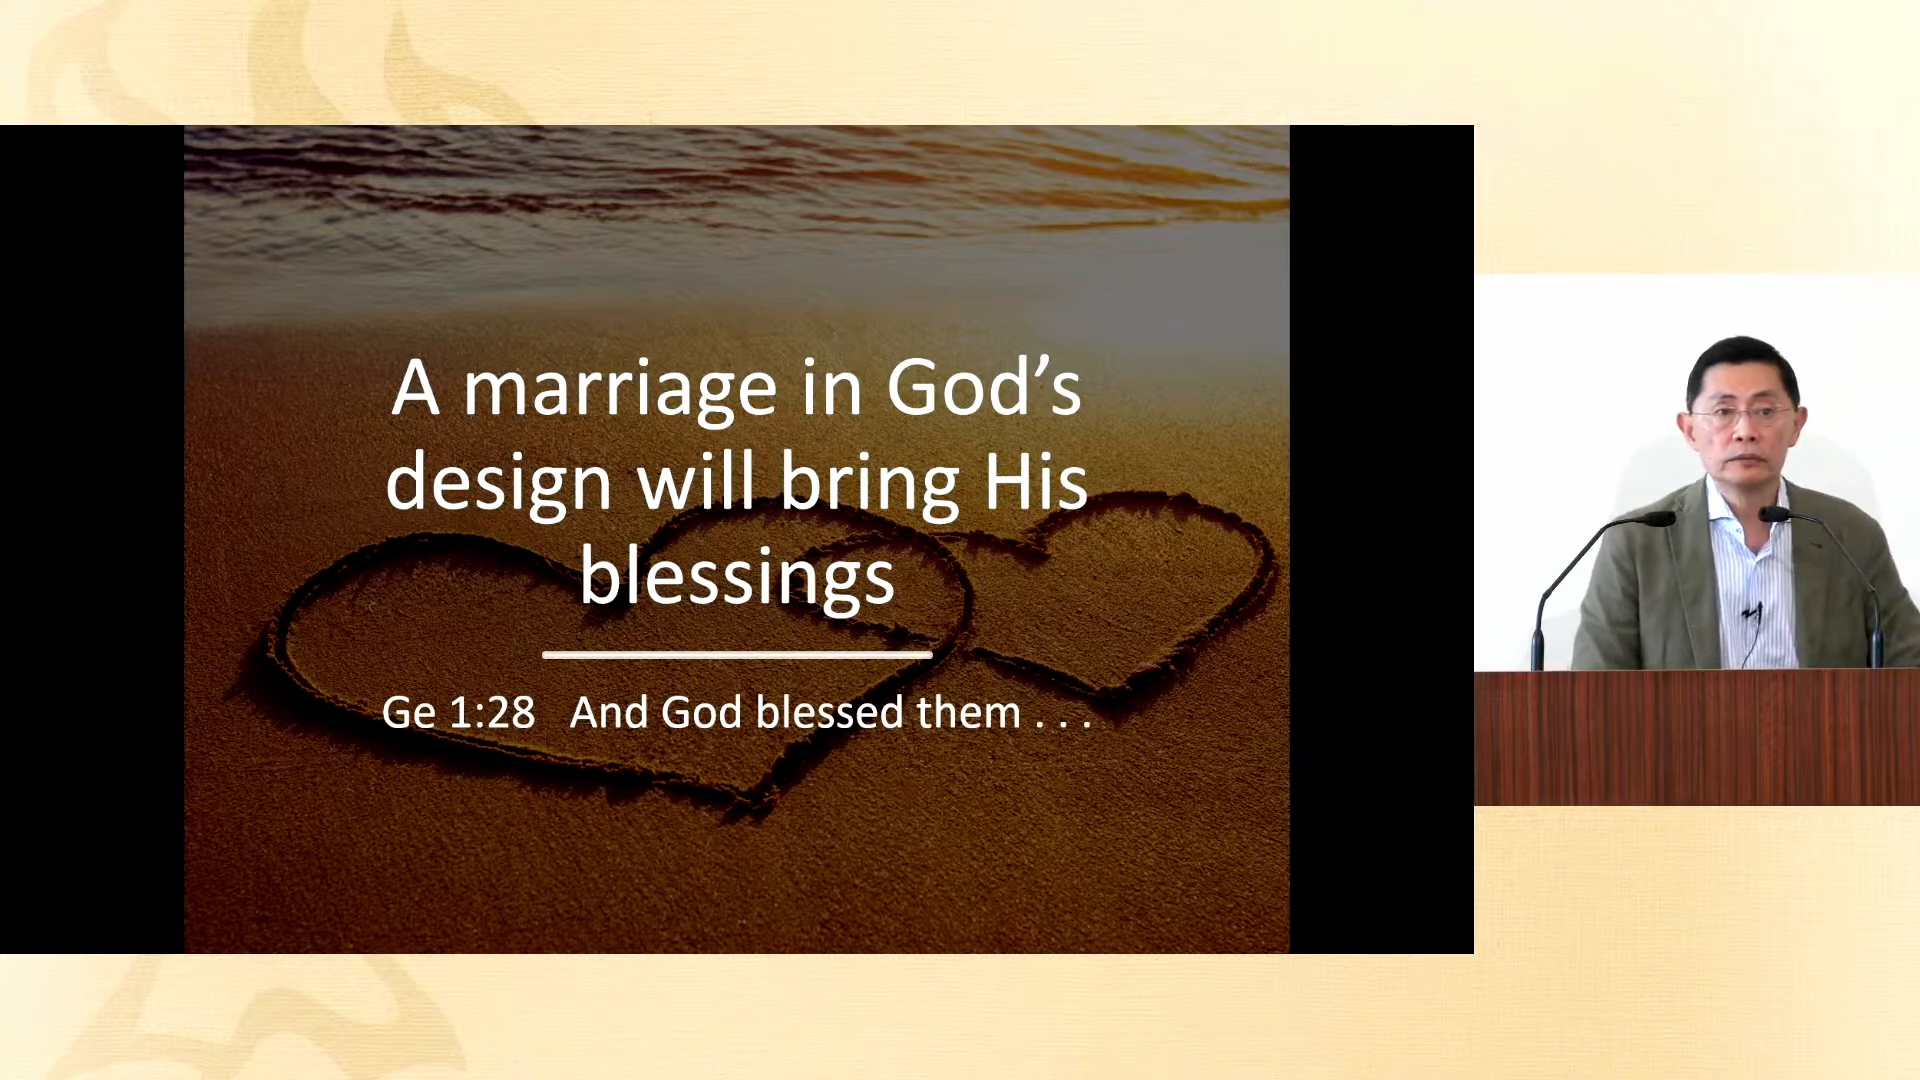 A marriage in God’s
design will bring His
blessings
Ge 1:28 And God blessed them . . .